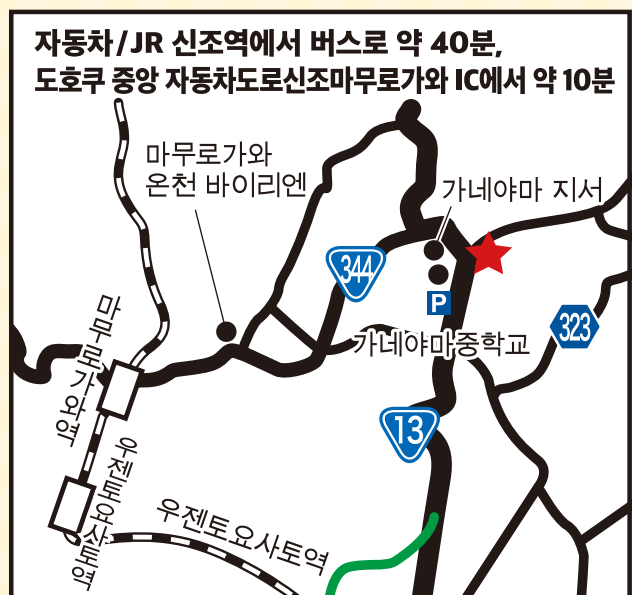 자동차/JR 신조역에서 버스로 약 40분,
도호쿠 중앙 자동차도로신조마무로가와 IC에서 약 10분
마무로가와
온천 바이리엔
가네야마 지서
344
P
323
가네야마중학교
마무로가와역
13
우젠토요사토역
우젠토요사토역